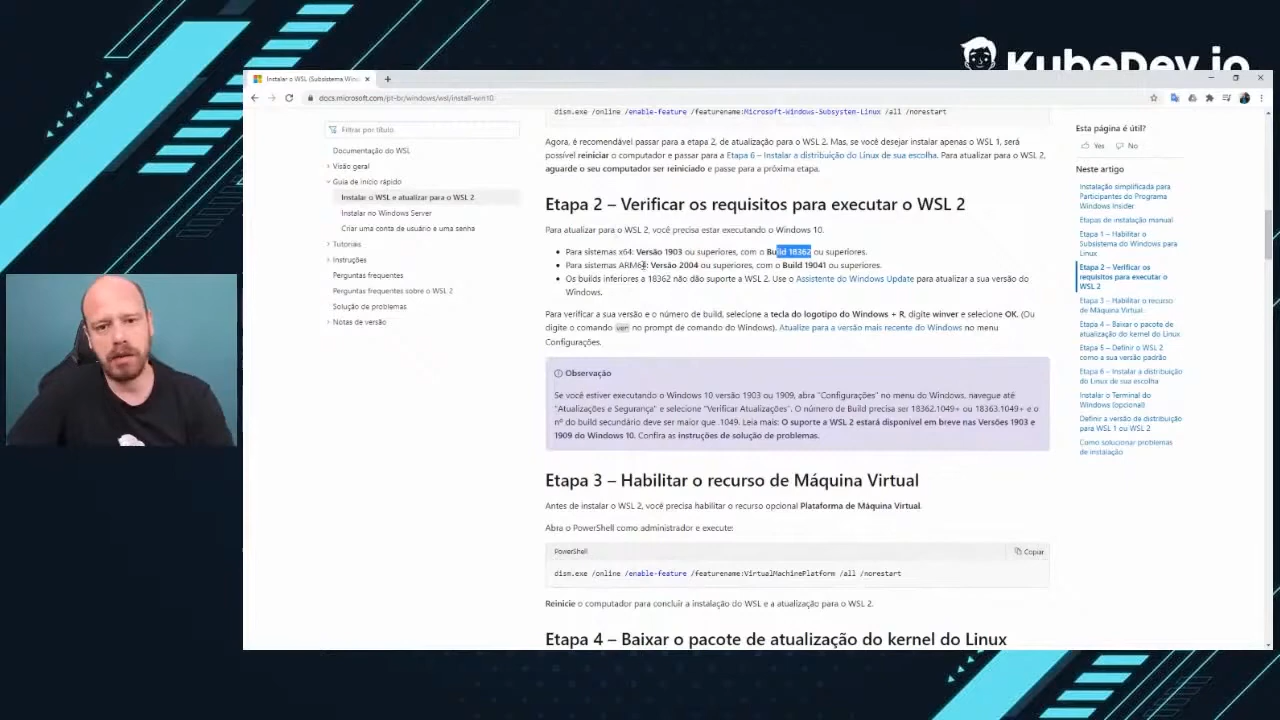 KubeDev.io
Instalar o WSL (Subsistema Wind
docs.microsoft.com/pt-br/windows/wsl/install-win10
Filtrar por título
Documentação do WSL
Visão geral
Guia de início rápido
Instalar o WSL e atualizar para o WSL 2
Instalar no Windows Server
Criar uma conta de usuário e uma senha
Tutoriais
Instruções
Perguntas frequentes
Perguntas frequentes sobre o WSL 2
Solução de problemas
Notas de versão
dism.exe /online /enable-feature /featurename:Microsoft-Windows-Subsystem-Linux /all /norestart
Agora, é recomendável passar para a etapa 2, de atualização para o WSL 2. Mas, se você desejar instalar apenas o WSL 1, será
possível reiniciar o computador e passar para a Etapa 6 – Instalar a distribuição do Linux de sua escolha. Para atualizar para o WSL 2,
aguarde o seu computador ser reiniciado e passe para a próxima etapa.
Etapa 2 – Verificar os requisitos para executar o WSL 2
Para atualizar para o WSL 2, você precisa estar executando o Windows 10.
Para sistemas x64: Versão 1903 ou superiores, com o Build 18362 ou superiores.
Para sistemas ARM64: Versão 2004 ou superiores, com o Build 19041 ou superiores.
Os builds inferiores a 18362 não dão suporte a WSL 2. Use o Assistente do Windows Update para atualizar a sua versão do
Windows.
Para verificar a sua versão e o número de build, selecione a tecla do logotipo do Windows + R, digite winver e selecione OK. (Ou
digite o comando ver no prompt de comando do Windows). Atualize para a versão mais recente do Windows no menu
Configurações.
Observação
Se você estiver executando o Windows 10 versão 1903 ou 1909, abra "Configurações" no menu do Windows, navegue até
"Atualizações e Segurança" e selecione "Verificar Atualizações". O número de Build precisa ser 18362.1049+ ou 18363.1049+ e o
nº do build secundário deve ser maior que .1049. Leia mais: O suporte a WSL 2 estará disponível em breve nas Versões 1903 e
1909 do Windows 10. Confira as instruções de solução de problemas.
Etapa 3 – Habilitar o recurso de Máquina Virtual
Antes de instalar o WSL 2, você precisa habilitar o recurso opcional Plataforma de Máquina Virtual.
Abra o PowerShell como administrador e execute:
PowerShell
Copiar
dism.exe /online /enable-feature /featurename:VirtualMachinePlatform /all /norestart
Reinicie o computador para concluir a instalação do WSL e a atualização para o WSL 2.
Etapa 4 – Baixar o pacote de atualização do kernel do Linux
Esta página é útil?
Yes No
Neste artigo
Instalação simplificada para
Participantes do Programa
Windows Insider
Etapas de instalação manual
Etapa 1 – Habilitar o
Subsistema do Windows para
Linux
Etapa 2 – Verificar os
requisitos para executar o
WSL 2
Etapa 3 – Habilitar o recurso
de Máquina Virtual.
Etapa 4 – Baixar o pacote de
atualização do kernel do Linux
Etapa 5 – Definir o WSL 2
como a sua versão padrão
Etapa 6 – Instalar a distribuição
do Linux de sua escolha
Instalar o Terminal do
Windows (opcional)
Definir a versão de distribuição
para WSL 1 ou WSL 2
Como solucionar problemas
de instalação